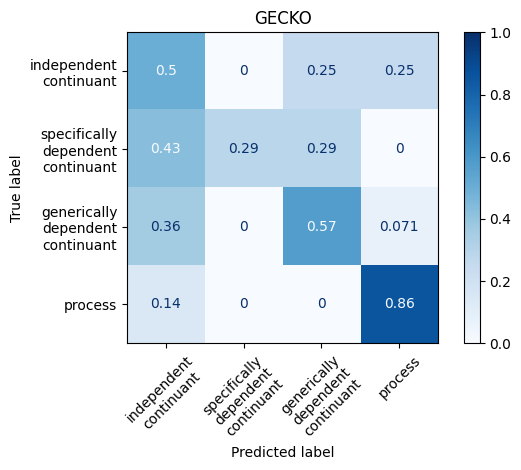 GECKO
True label
independent
continuant
specifically
dependent
continuant
generically
dependent
continuant
process
0.5 0 0.25 0.25
0.43 0.29 0.29 0
0.36 0 0.57 0.071
0.14 0 0 0.86
independent
continuant
specifically
dependent
continuant
generically
dependent
continuant
process
Predicted label
1.0
0.8
0.6
0.4
0.2
0.0